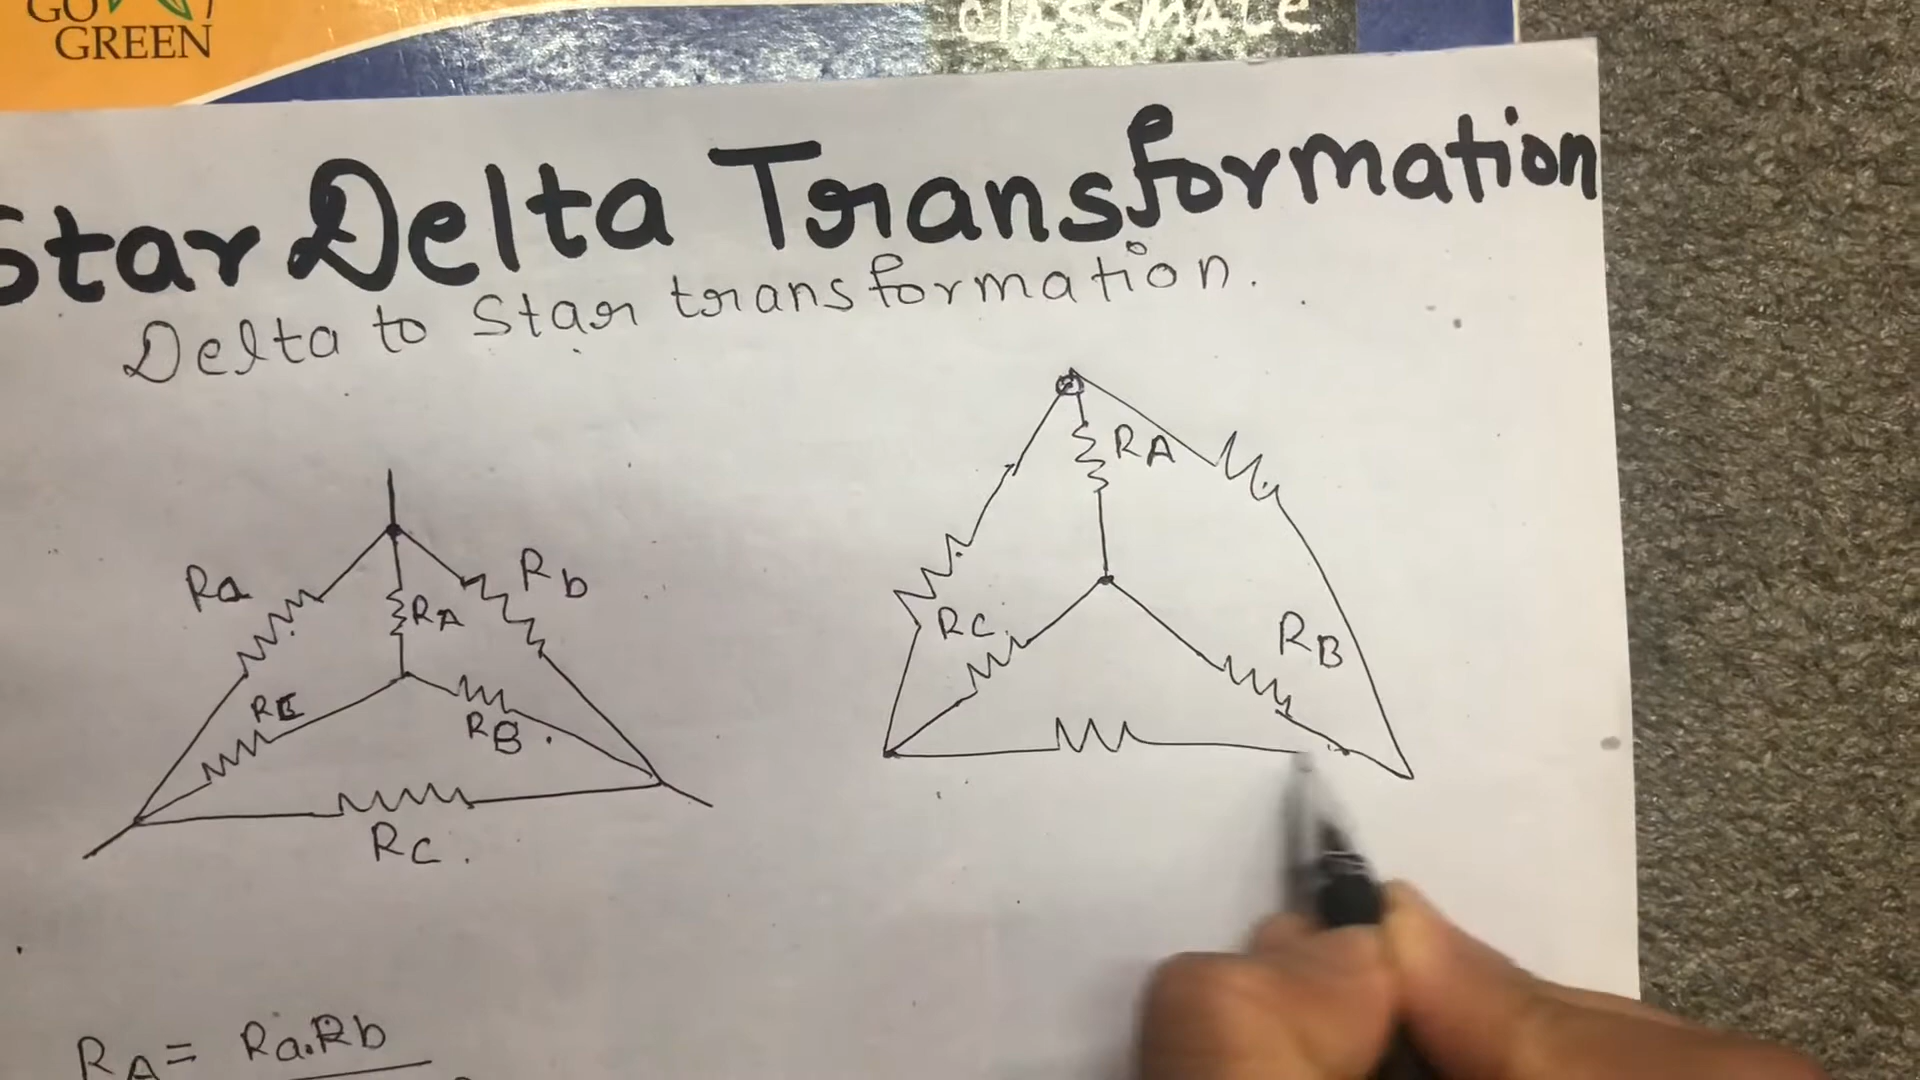 GO
GREEN
CLASSMATE
Star Delta Transformation
Delta to Star transformation.
Ra
Rb
RA
RC
RB
RC
RA
RC
RB
RA = Ra.Rb